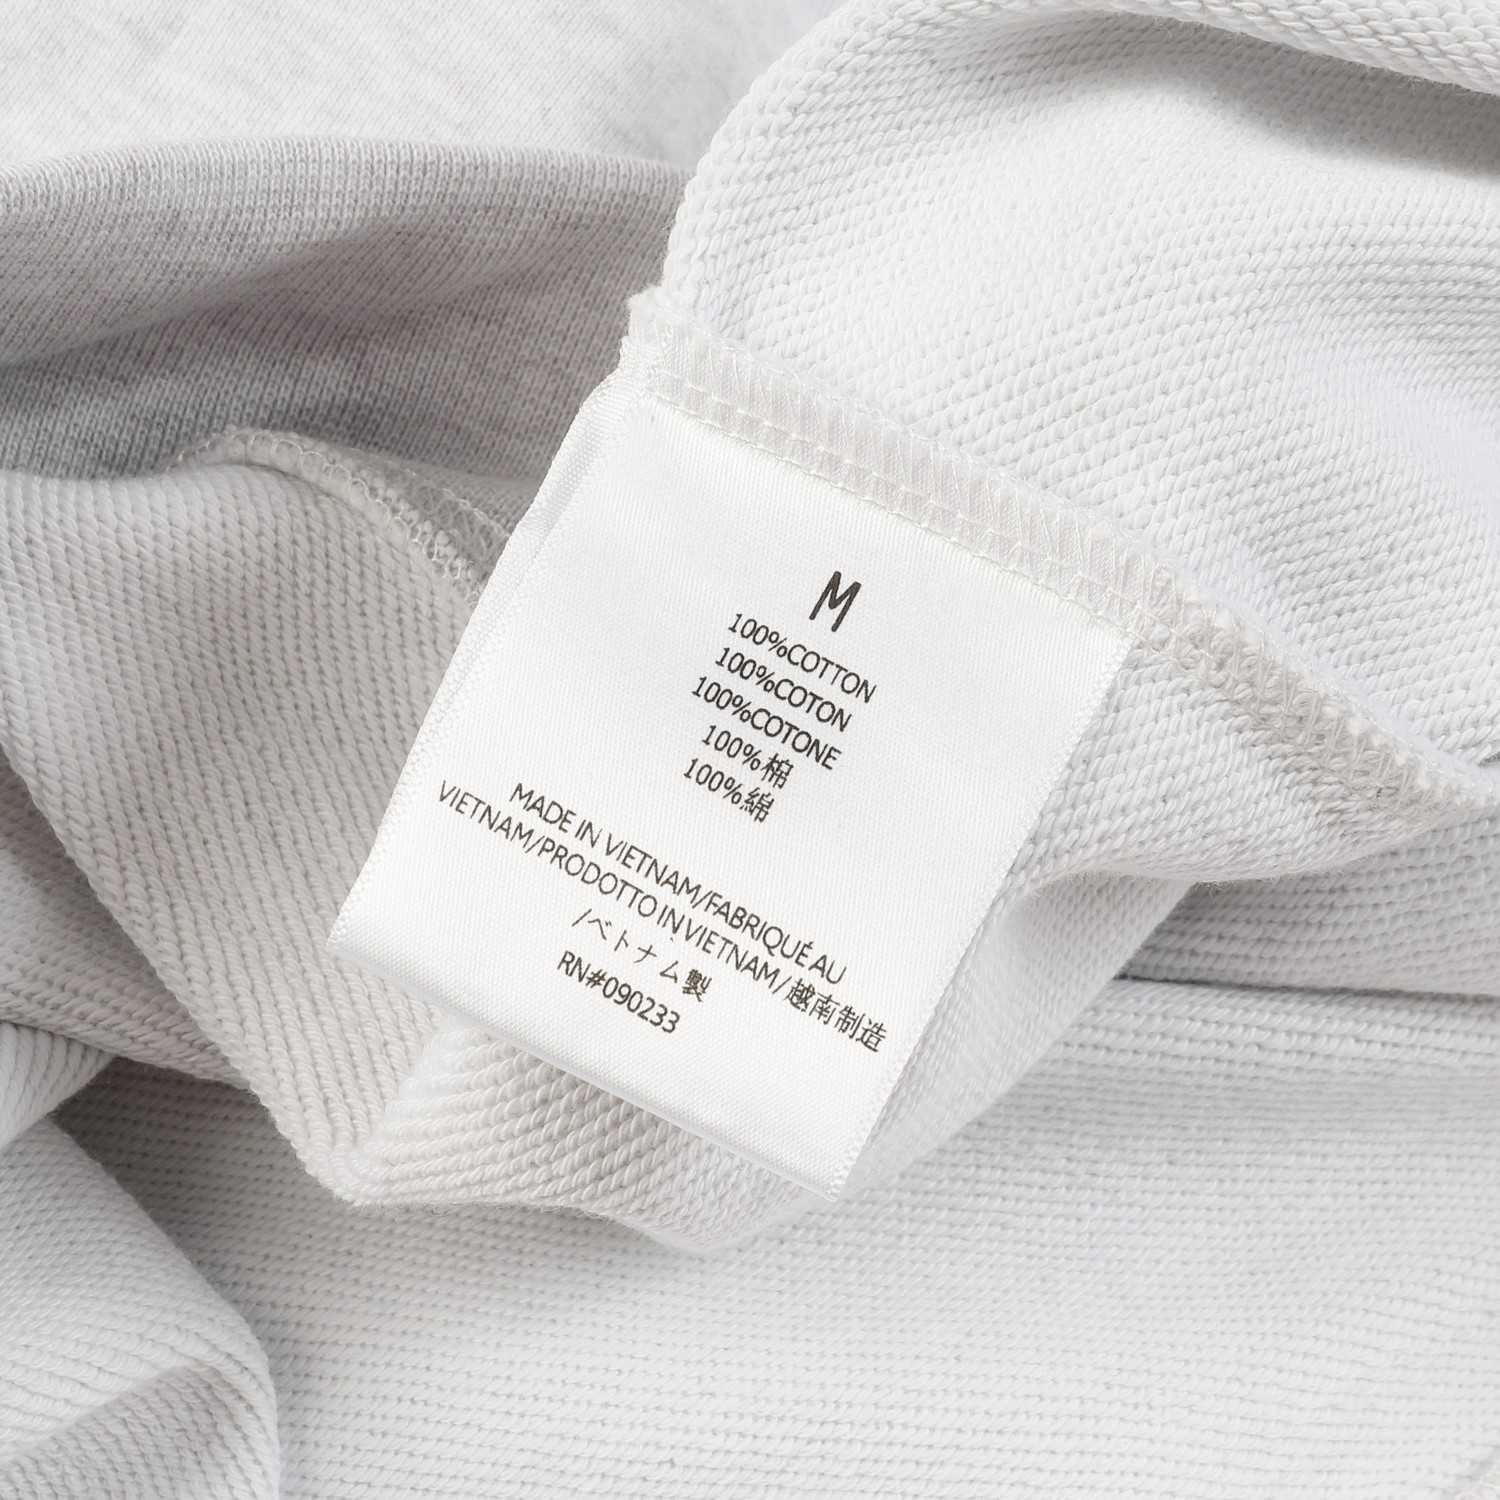 M
100%COTTON
100%COTON
100%COTONE
100%棉
100%綿
MADE IN VIETNAM/FABRIQUÉ AU
VIETNAM/PRODOTTO IN VIETNAM/越南制造
/ベトナム製
RN#090233